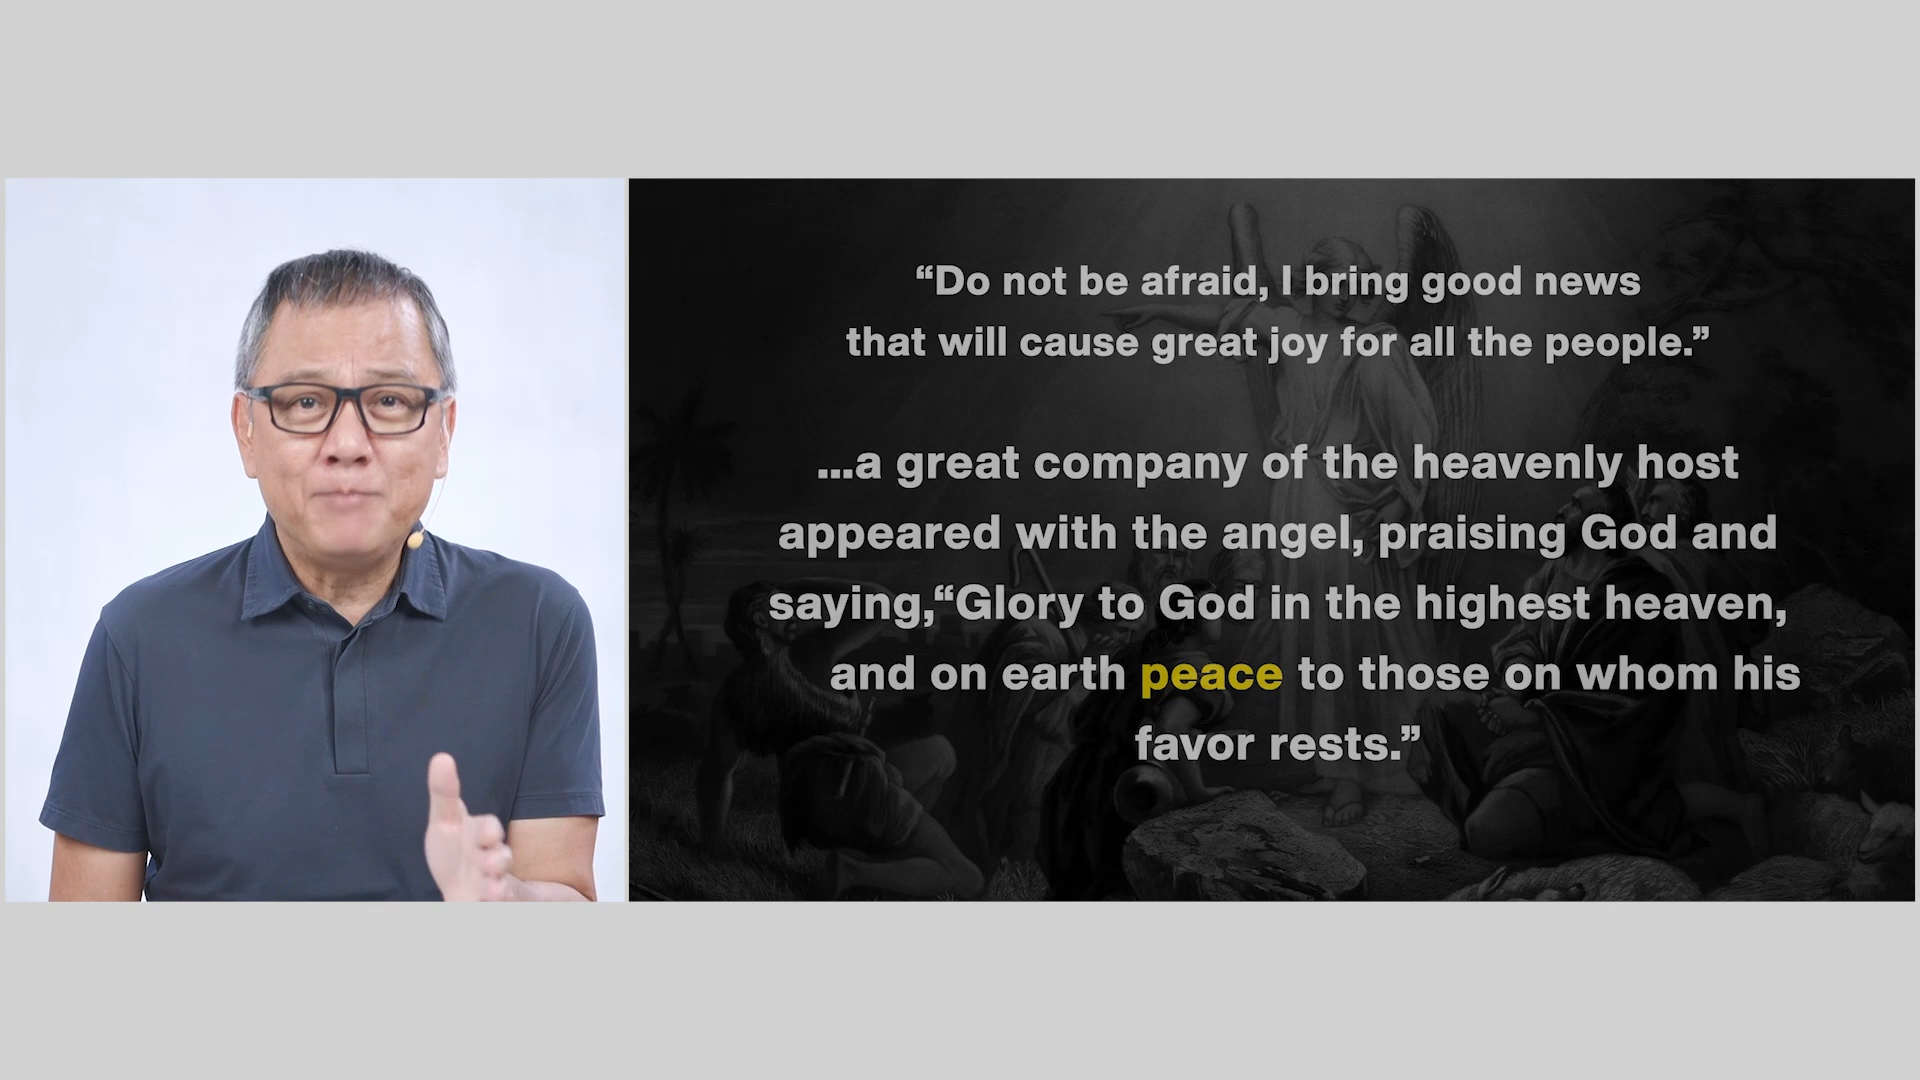 “Do not be afraid, I bring good news
that will cause great joy for all the people.”
...a great company of the heavenly host
appeared with the angel, praising God and
saying,“Glory to God in the highest heaven,
and on earth peace to those on whom his
favor rests.”